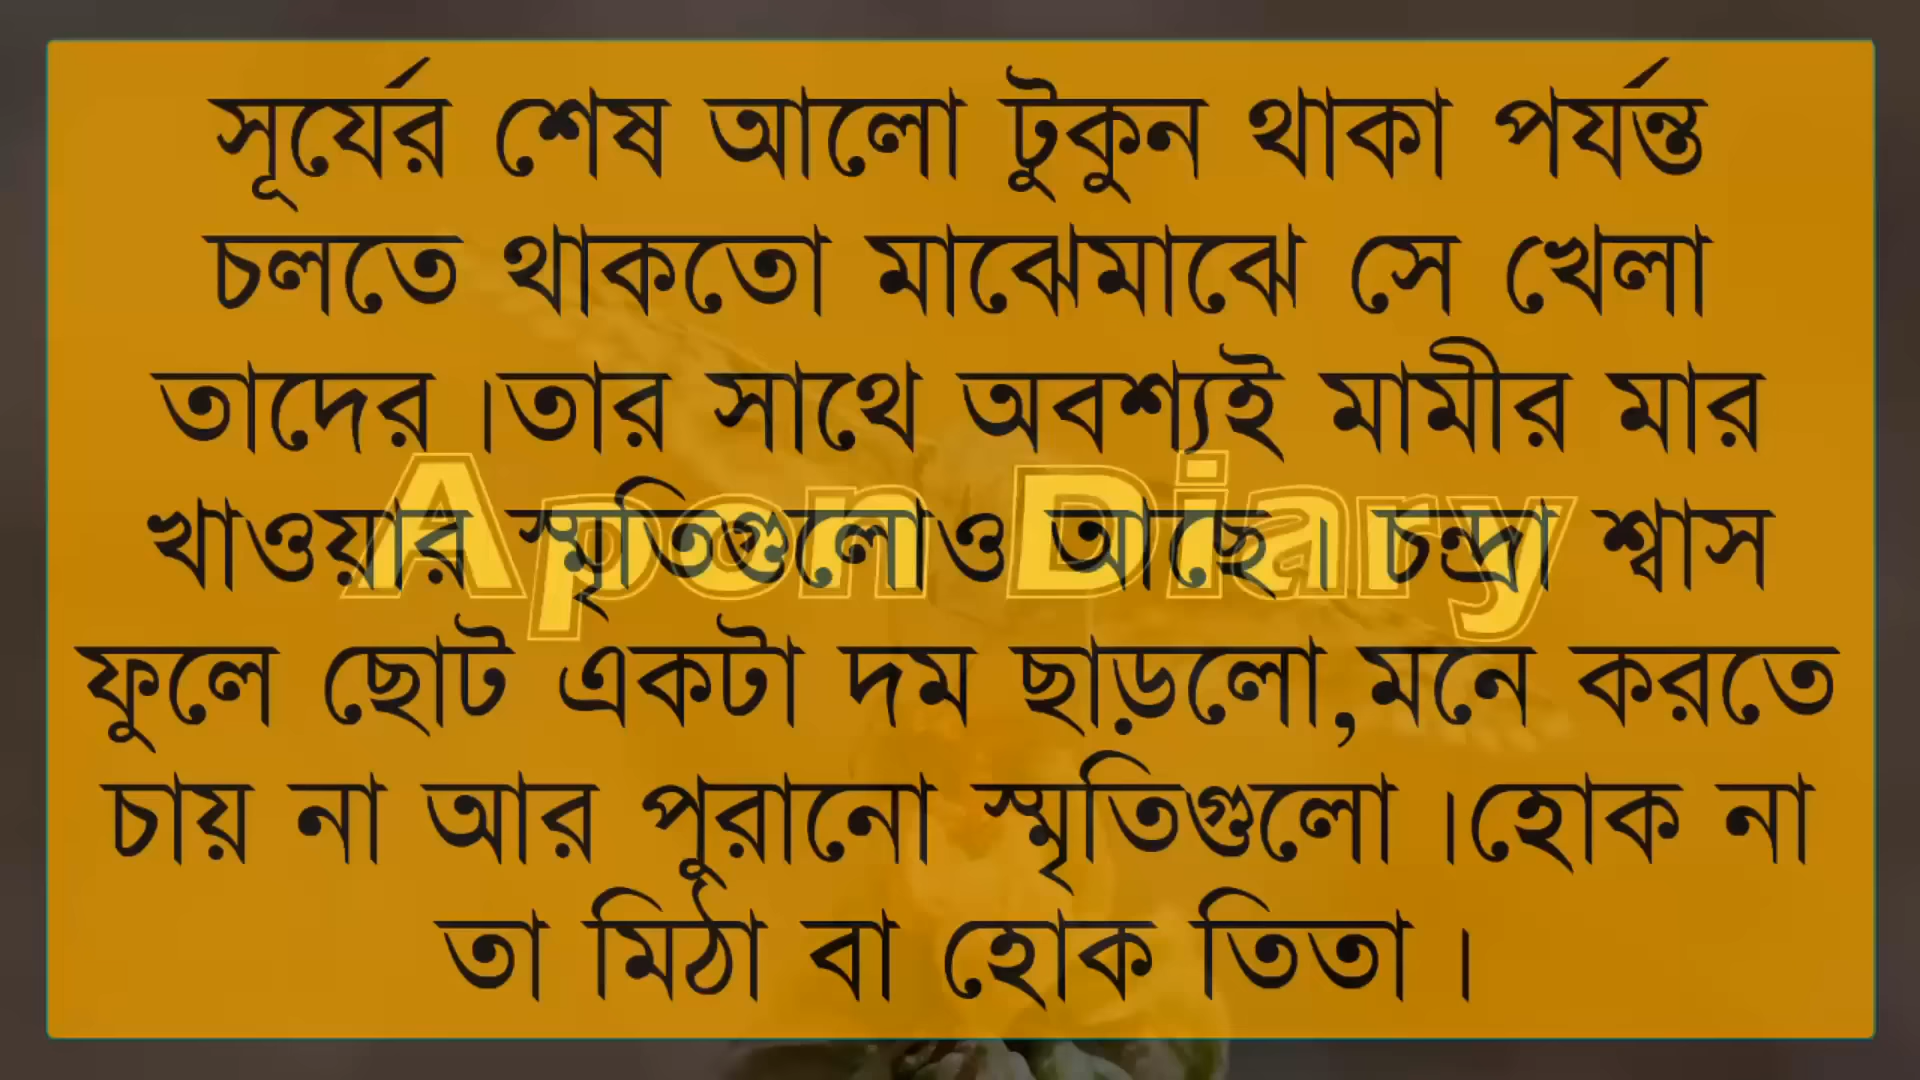 সূর্যের শেষ আলো টুকুন থাকা পর্যন্ত
চলতে থাকতো মাঝেমাঝে সে খেলা
তাদের ।তার সাথে অবশ্যই মামীর মার
খাওয়ার স্মৃতিগুলোও আছে । চন্দ্রা শ্বাস
ফুলে ছোট একটা দম ছাড়লো,মনে করতে
চায় না আর পুরানো স্মৃতিগুলো ।হোক না
তা মিঠা বা হোক তিতা ।
Apon Diary